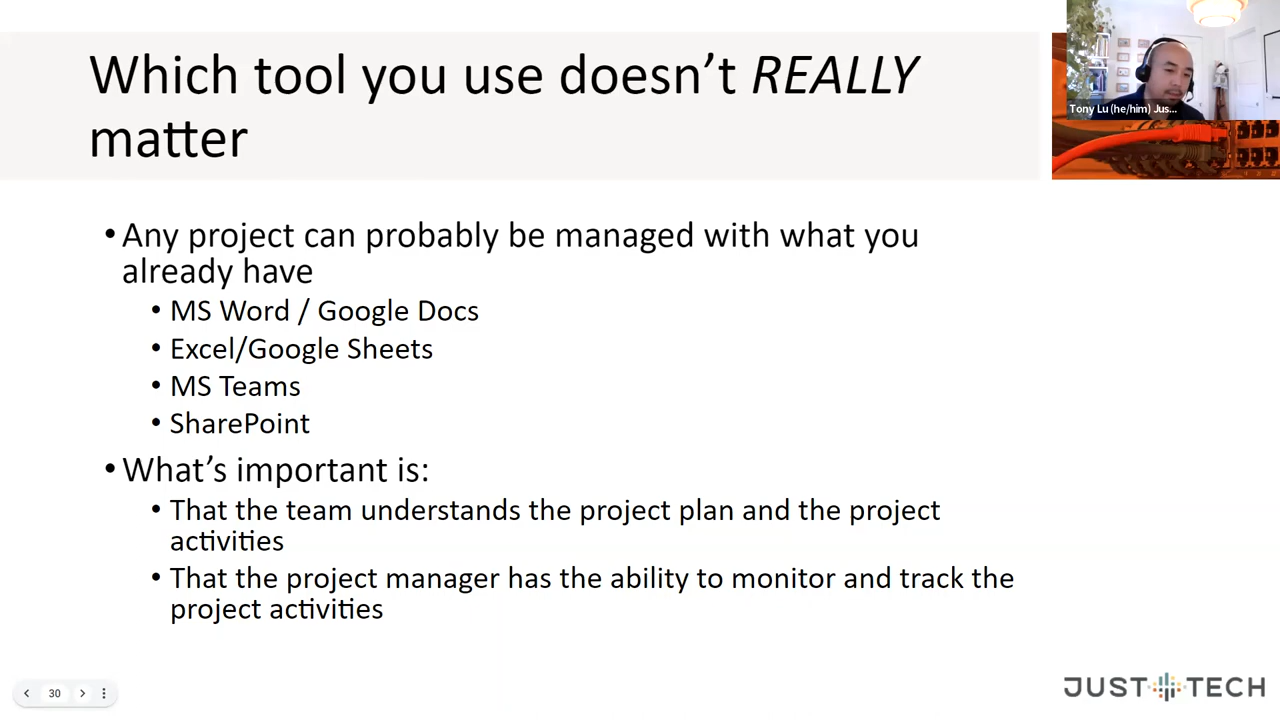 Which tool you use doesn’t REALLY
matter
Tony Lu (he/him) Jus...
• Any project can probably be managed with what you
already have
• MS Word / Google Docs
• Excel/Google Sheets
• MS Teams
• SharePoint
• What’s important is:
• That the team understands the project plan and the project
activities
• That the project manager has the ability to monitor and track the
project activities
30
JUST TECH